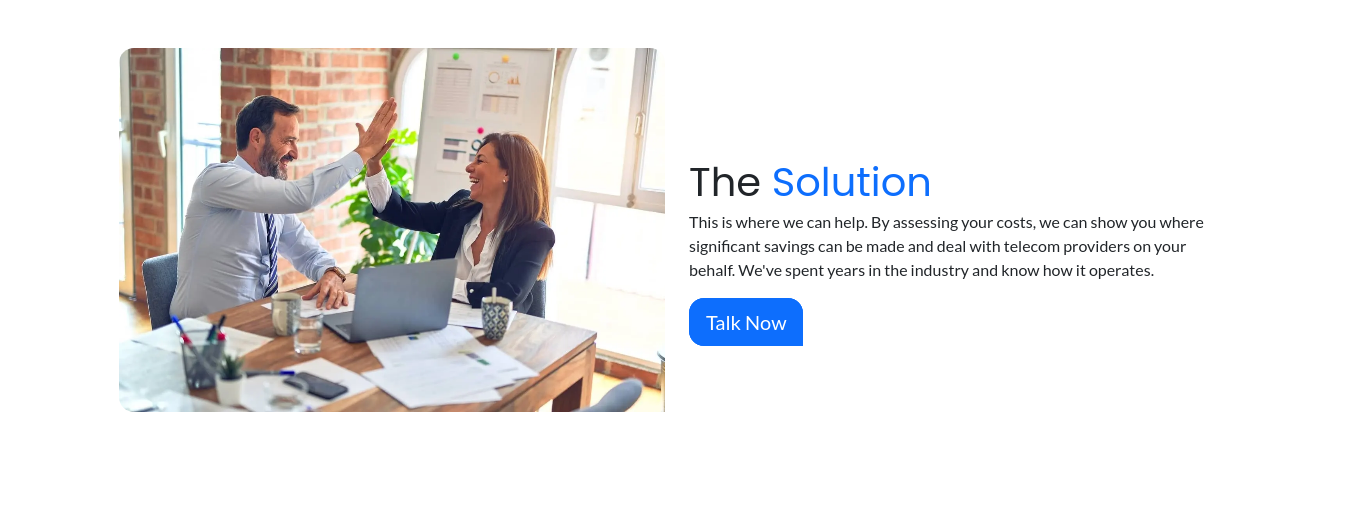 The Solution
This is where we can help. By assessing your costs, we can show you where
significant savings can be made and deal with telecom providers on your
behalf. We've spent years in the industry and know how it operates.
Talk Now